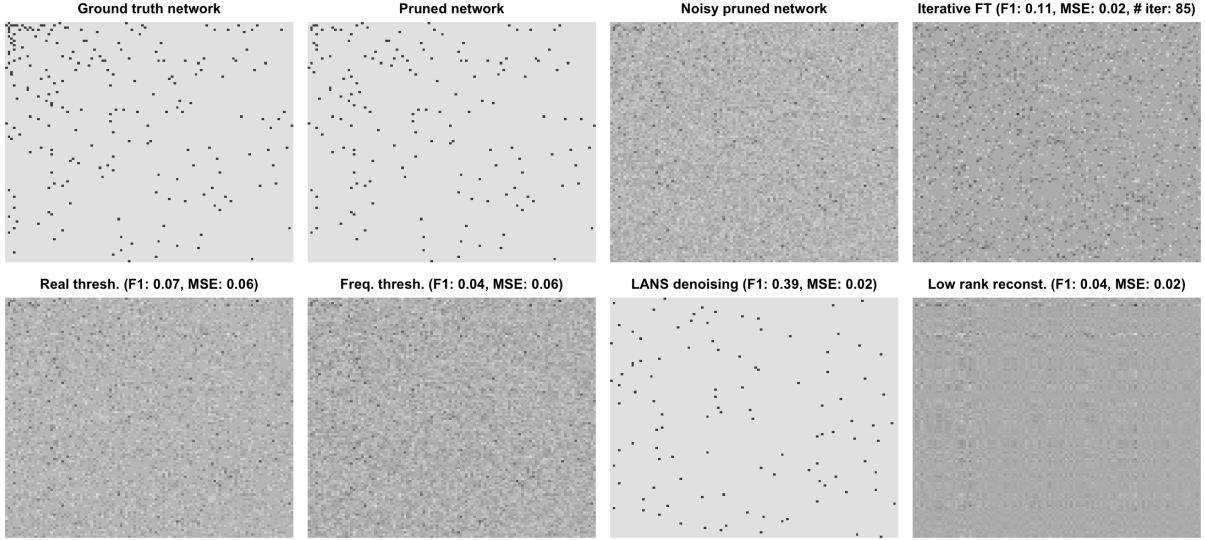 Ground truth network
Pruned network
Noisy pruned network
Iterative FT (F1: 0.11, MSE: 0.02, # iter: 85)
Real thresh. (F1: 0.07, MSE: 0.06)
Freq. thresh. (F1: 0.04, MSE: 0.06)
LANS denoising (F1: 0.39, MSE: 0.02)
Low rank reconst. (F1: 0.04, MSE: 0.02)